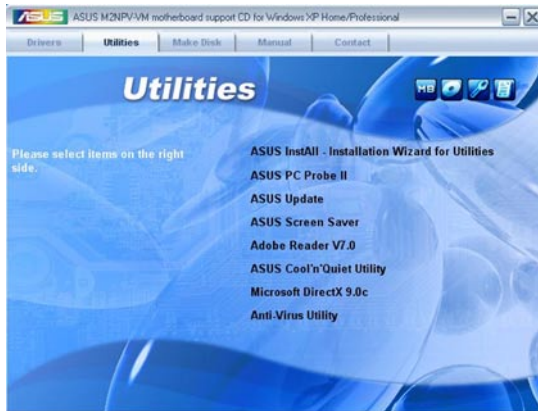 ASUS ASUS M2NPV-VM motherboard support CD for Windows XP Home/Professional
Drivers Utilities Make Disk Manual Contact
Utilities
MB
Please select items on the right
side.
ASUS InstAll - Installation Wizard for Utilities
ASUS PC Probe II
ASUS Update
ASUS Screen Saver
Adobe Reader V7.0
ASUS Cool'n'Quiet Utility
Microsoft DirectX 9.0c
Anti-Virus Utility